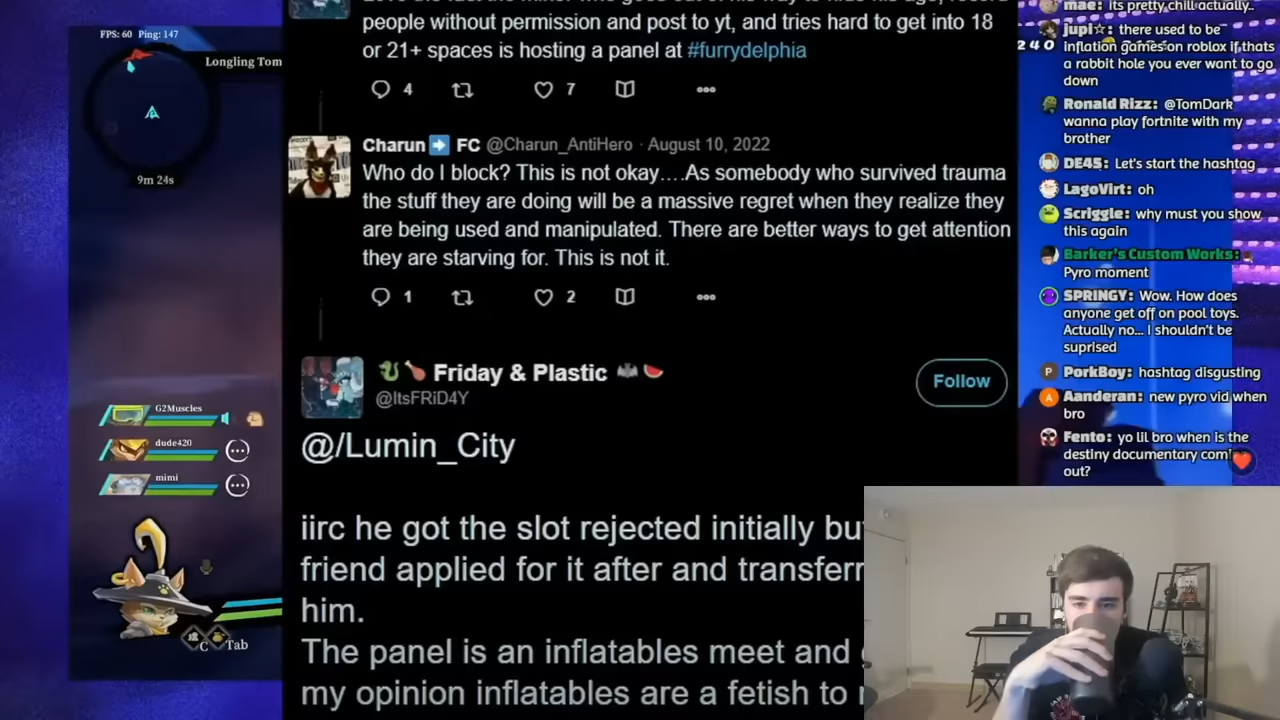 FPS: 60 Ping: 147
Longling Tom
9m 24s
G2Muscles
dude420
mimi
C
Tab
people without permission and post to yt, and tries hard to get into 18
or 21+ spaces is hosting a panel at #furrydelphia
4 7
Charun➡️ FC @Charun_AntiHero · August 10, 2022
Who do I block? This is not okay….As somebody who survived trauma
the stuff they are doing will be a massive regret when they realize they
are being used and manipulated. There are better ways to get attention
they are starving for. This is not it.
1 2
🐉🍗 Friday & Plastic 🦇🍉
@ItsFRiD4Y
Follow
@/Lumin_City
iirc he got the slot rejected initially bu
friend applied for it after and transferr
him.
The panel is an inflatables meet and
my opinion inflatables are a fetish to
240
mae: its pretty chill actually..
jupi☆: there used to be
inflation games on roblox if thats
a rabbit hole you ever want to go
down
Ronald Rizz: @TomDark
wanna play fortnite with my
brother
DE45: Let's start the hashtag
LagoVirt: oh
Scriggle: why must you show
this again
Barker's Custom Works:
Pyro moment
SPRINGY: Wow. How does
anyone get off on pool toys.
Actually no... I shouldn't be
suprised
P PorkBoy: hashtag disgusting
A Aanderan: new pyro vid when
bro
Fento: yo lil bro when is the
destiny documentary comi
out?